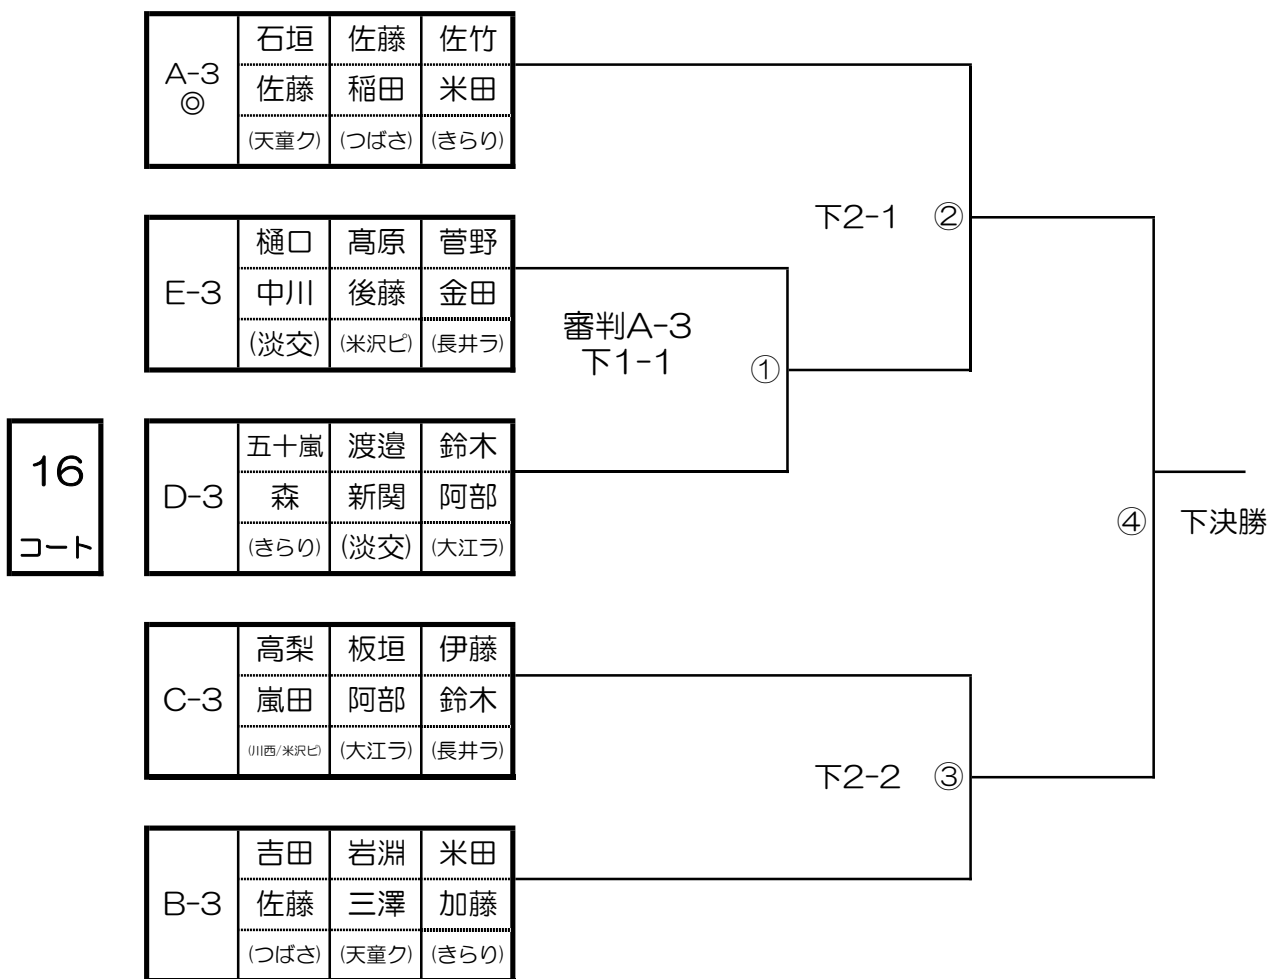 A-3
◎
石垣 佐藤 佐竹
佐藤 稲田 米田
(天童ク) (つばさ) (きらり)
下2-1 ②
E-3
樋口 髙原 菅野
中川 後藤 金田
(淡交) (米沢ピ) (長井ラ)
審判A-3
下1-1
①
16
コート
D-3
五十嵐 渡邉 鈴木
森 新関 阿部
(きらり) (淡交) (大江ラ)
④ 下決勝
C-3
高梨 板垣 伊藤
嵐田 阿部 鈴木
(川西/米沢ピ) (大江ラ) (長井ラ)
下2-2 ③
B-3
吉田 岩淵 米田
佐藤 三澤 加藤
(つばさ) (天童ク) (きらり)